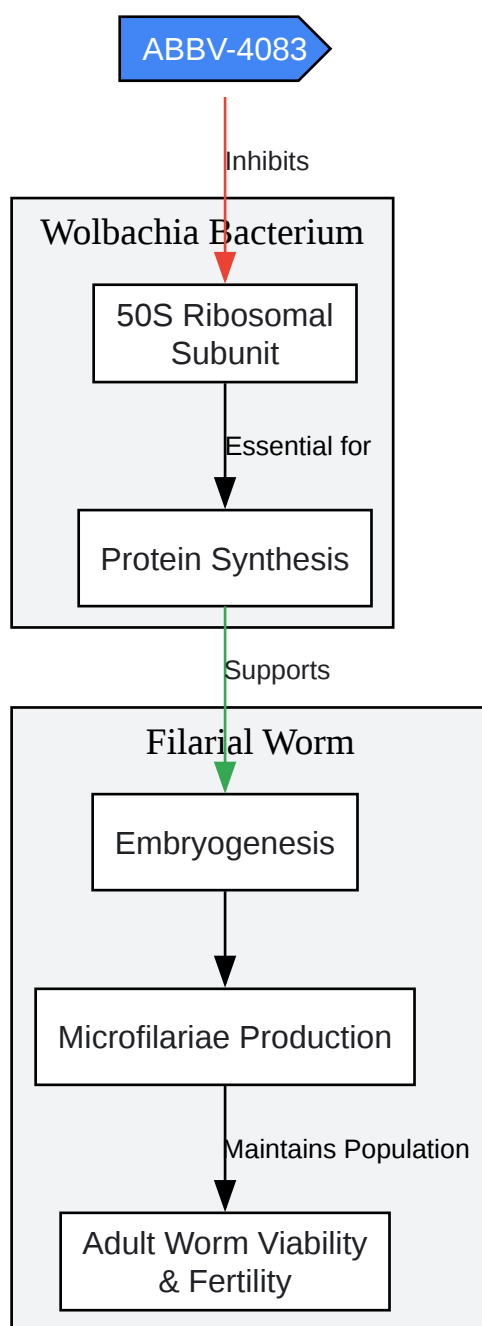 ABBV-4083
Inhibits
Wolbachia Bacterium
50S Ribosomal
Subunit
Essential for
Protein Synthesis
Supports
Filarial Worm
Embryogenesis
Microfilariae Production
Maintains Population
Adult Worm Viability
& Fertility